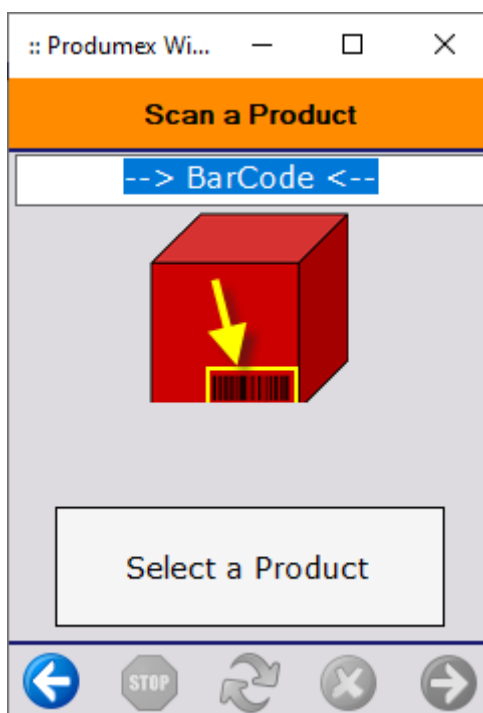 :: Produmex Wi...
Scan a Product
--> BarCode <--
Select a Product
STOP